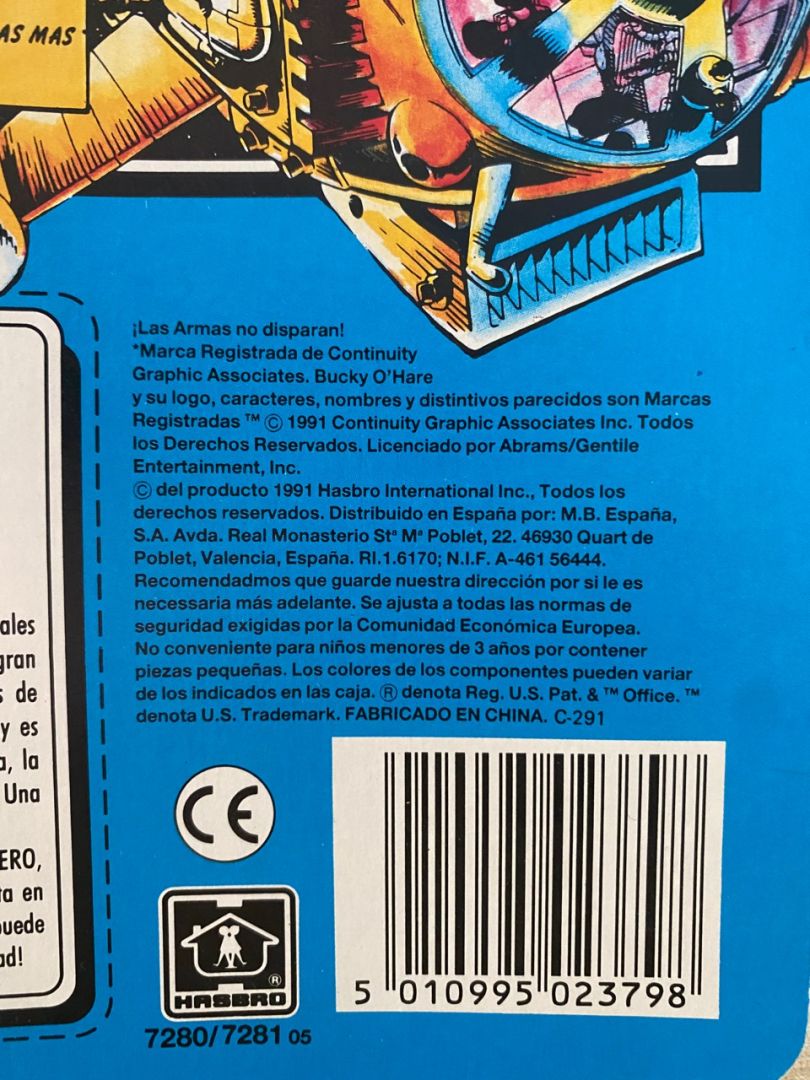 AS MAS
¡Las Armas no disparan!
*Marca Registrada de Continuity
Graphic Associates. Bucky O'Hare
y su logo, caracteres, nombres y distintivos parecidos son Marcas
Registradas ™ © 1991 Continuity Graphic Associates Inc. Todos
los Derechos Reservados. Licenciado por Abrams/Gentile
Entertainment, Inc.
© del producto 1991 Hasbro International Inc., Todos los
derechos reservados. Distribuido en España por: M.B. España,
S.A. Avda. Real Monasterio Stª Mª Poblet, 22. 46930 Quart de
Poblet, Valencia, España. RI.1.6170; N.I.F. A-461 56444.
Recomendadmos que guarde nuestra dirección por si le es
necessaria más adelante. Se ajusta a todas las normas de
seguridad exigidas por la Comunidad Económica Europea.
No conveniente para niños menores de 3 años por contener
piezas pequeñas. Los colores de los componentes pueden variar
de los indicados en las caja. ® denota Reg. U.S. Pat. & ™ Office. ™
denota U.S. Trademark. FABRICADO EN CHINA. C-291
ales
gran
s de
y es
a, la
Una
ERO,
ta en
puede
ad!
CE
HASBRO ®
7280/7281 05
5 010995 023798